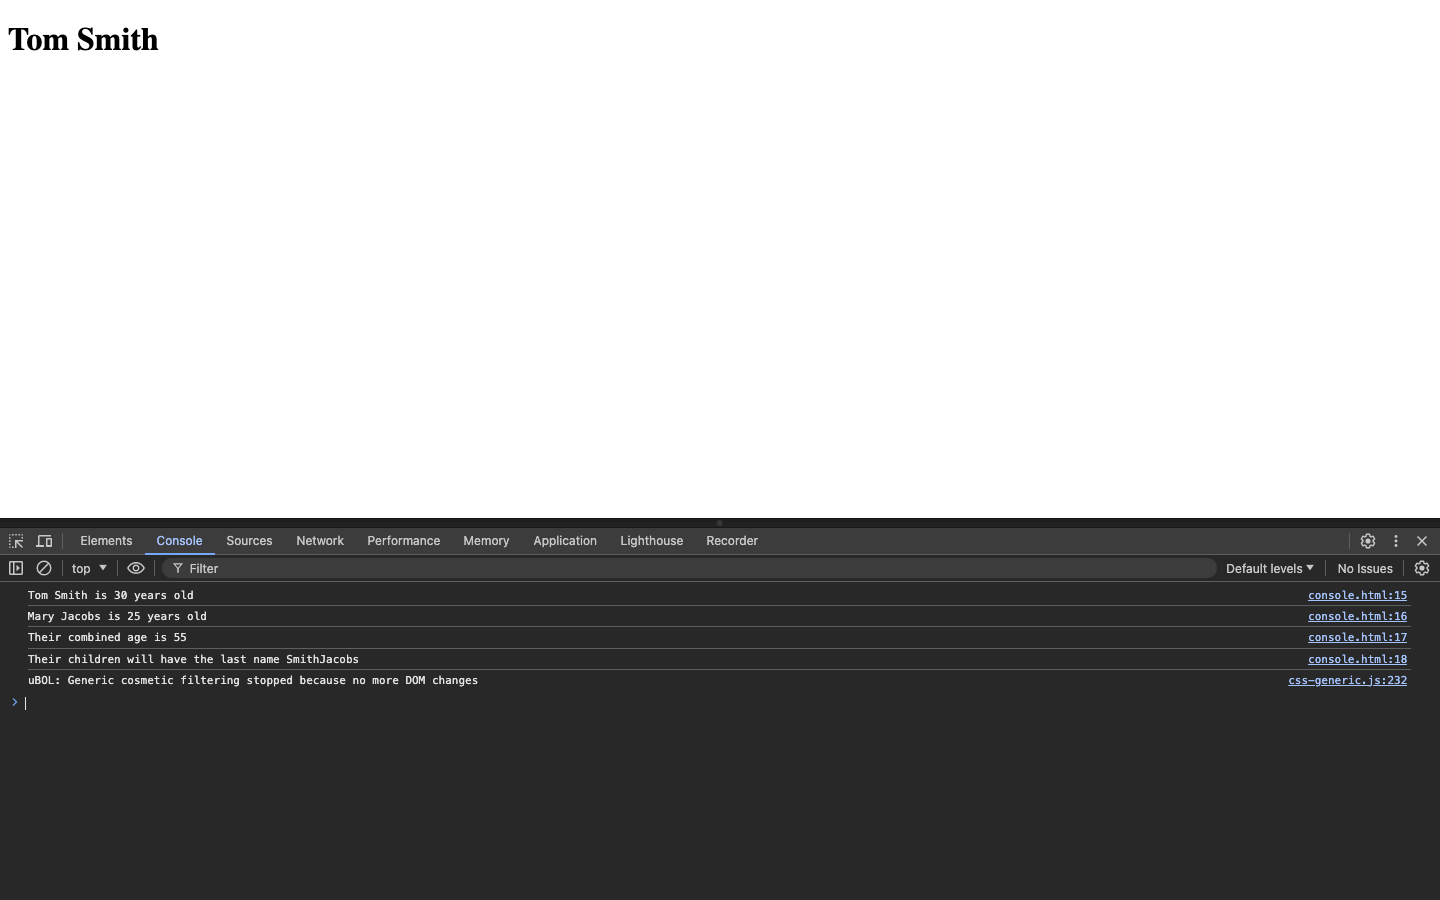 Tom Smith
Elements Console Sources Network Performance Memory Application Lighthouse Recorder
top Filter Default levels No Issues
Tom Smith is 30 years old console.html:15
Mary Jacobs is 25 years old console.html:16
Their combined age is 55 console.html:17
Their children will have the last name SmithJacobs console.html:18
uBOL: Generic cosmetic filtering stopped because no more DOM changes css-generic.js:232